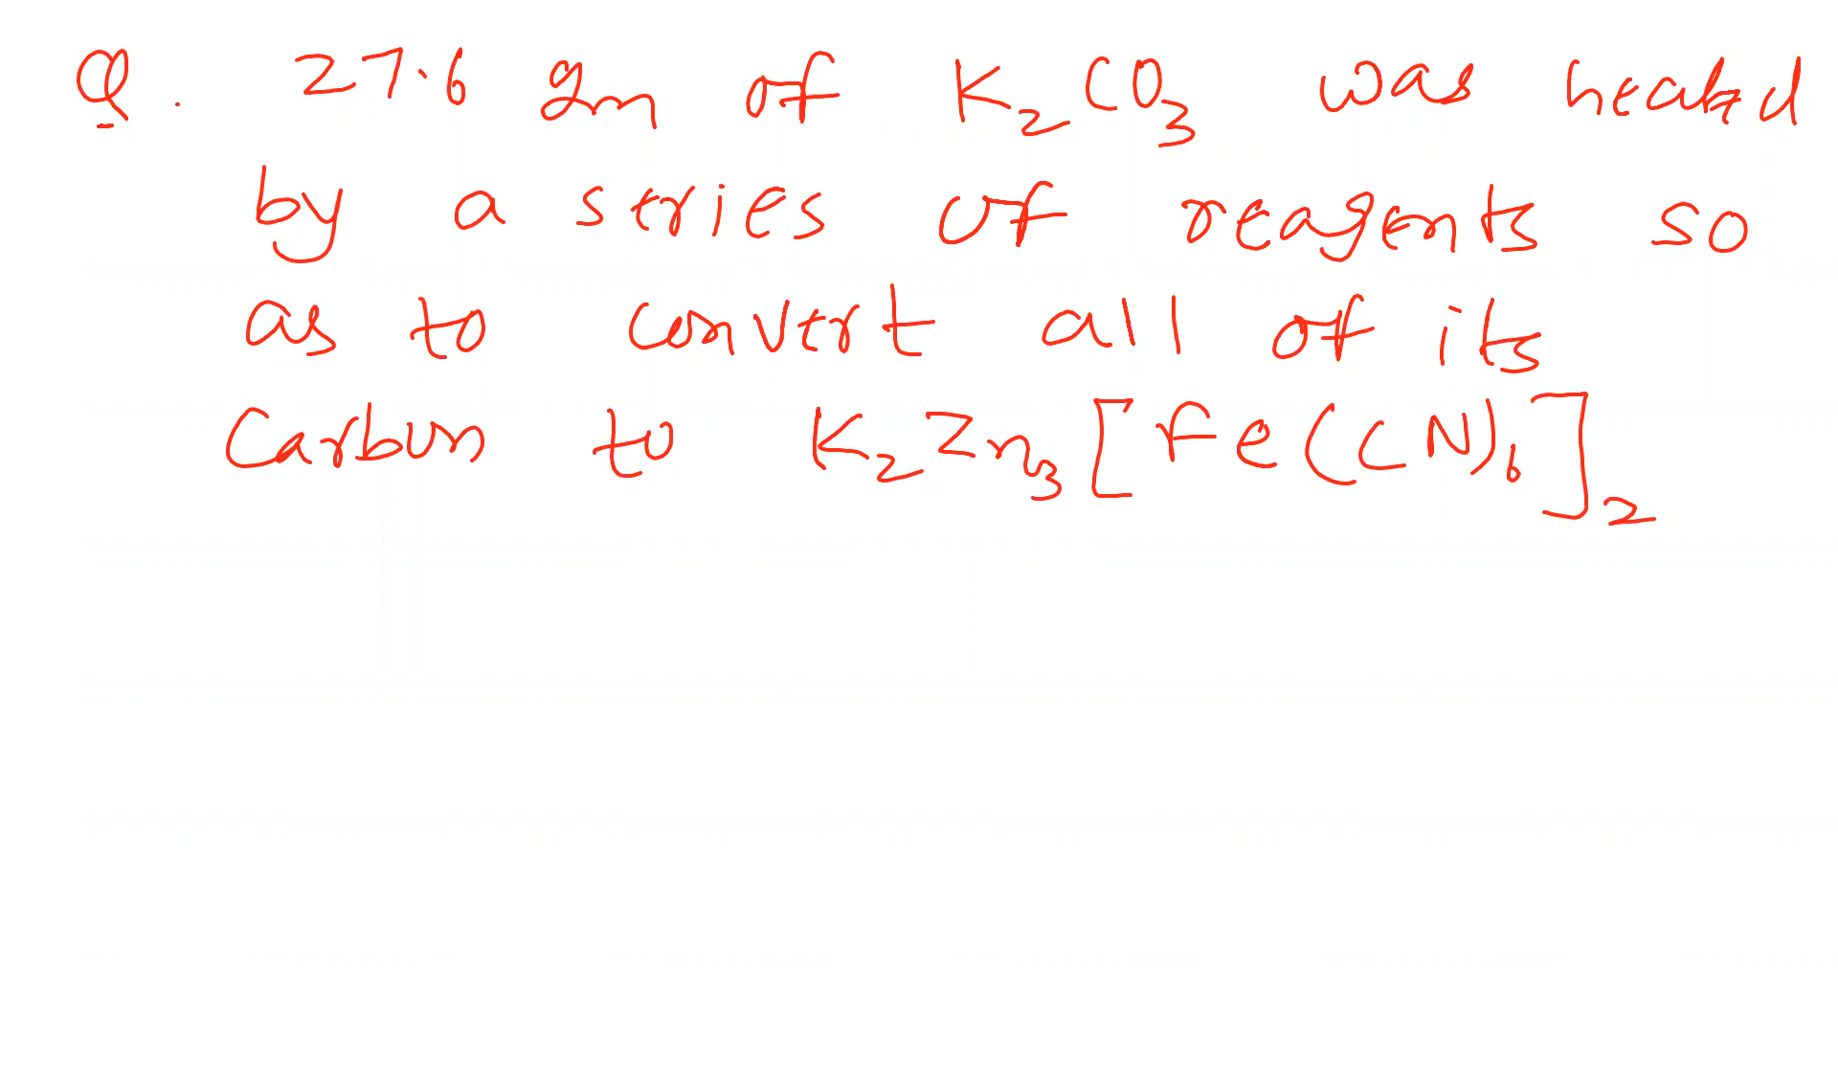 Q. 27.6 gm of K₂CO₃ was heated
by a series of reagents so
as to convert all of its
Carbon to K₂Zn₃[Fe(CN)₆]₂